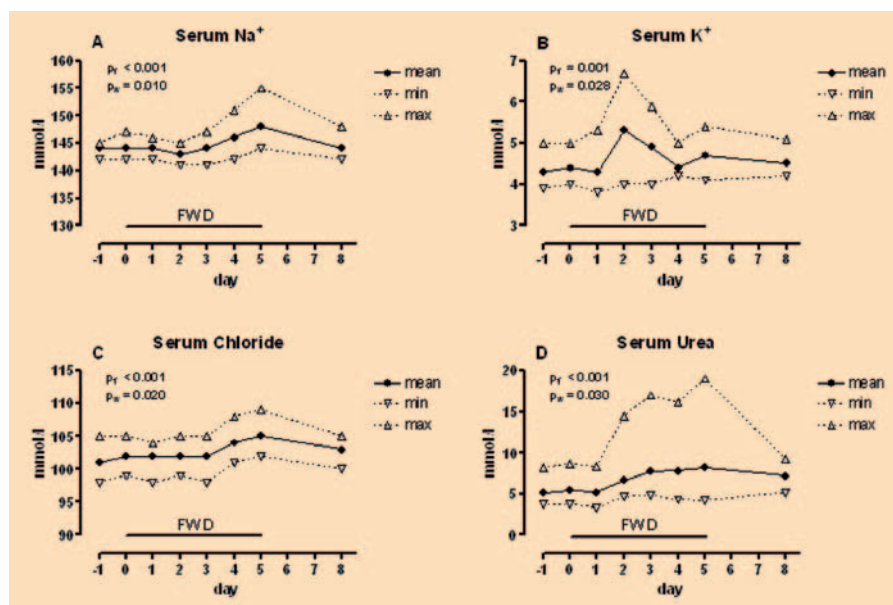 A Serum Na⁺
pf < 0.001
pw = 0.010
mean
min
max
160
155
150
145
140
135
130
mmol/l
FWD
-1 0 1 2 3 4 5 6 7 8
day
B Serum K⁺
pf = 0.001
pw = 0.028
mean
min
max
7
6
5
4
3
mmol/l
FWD
-1 0 1 2 3 4 5 6 7 8
day
C Serum Chloride
pf < 0.001
pw = 0.020
mean
min
max
115
110
105
100
95
90
mmol/l
FWD
-1 0 1 2 3 4 5 6 7 8
day
D Serum Urea
pf < 0.001
pw = 0.030
mean
min
max
20
15
10
5
0
mmol/l
FWD
-1 0 1 2 3 4 5 6 7 8
day